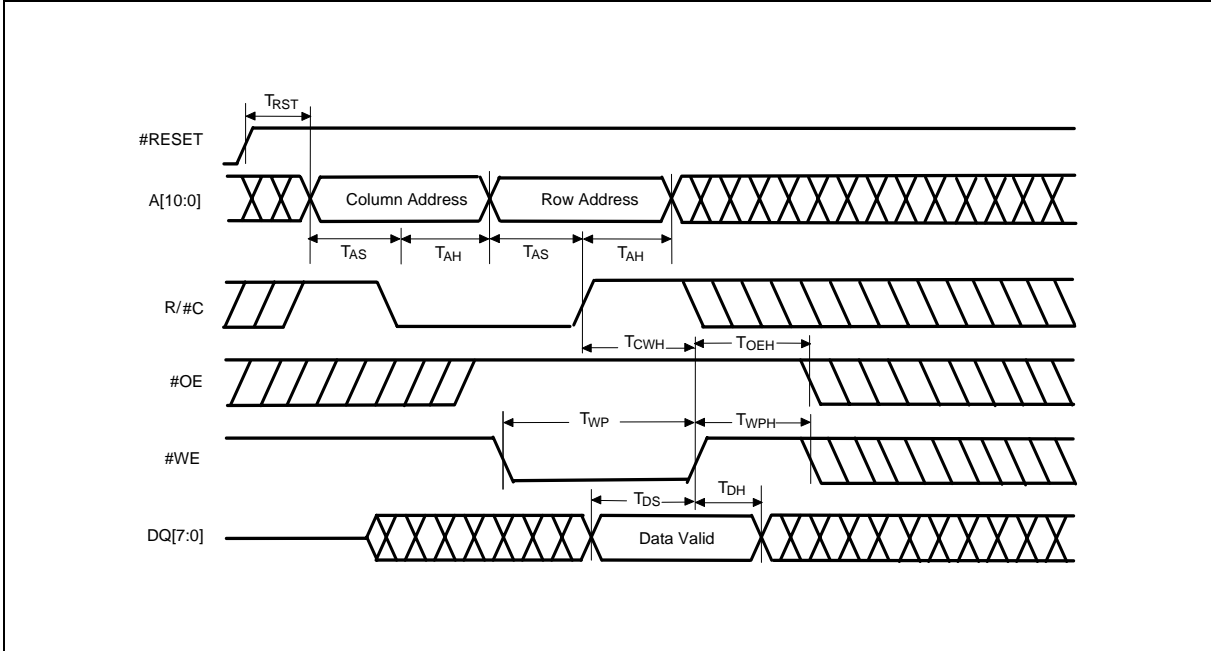 TRST
#RESET
A[10:0]
Column Address
Row Address
TAS
TAH
TAS
TAH
R/#C
TCWH
TOEH
#OE
TWP
TWPH
#WE
TDS
TDH
DQ[7:0]
Data Valid